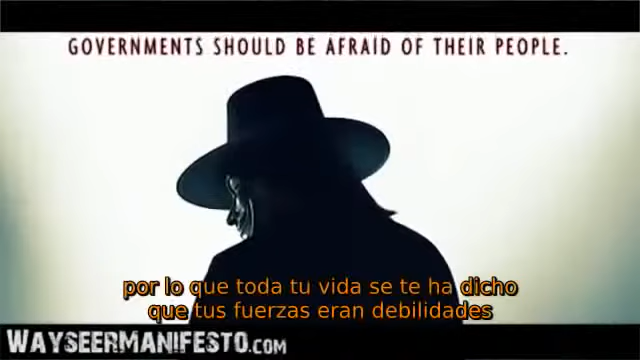 GOVERNMENTS SHOULD BE AFRAID OF THEIR PEOPLE.
por lo que toda tu vida se te ha dicho
que tus fuerzas eran debilidades
WAYSEERMANIFESTO.COM